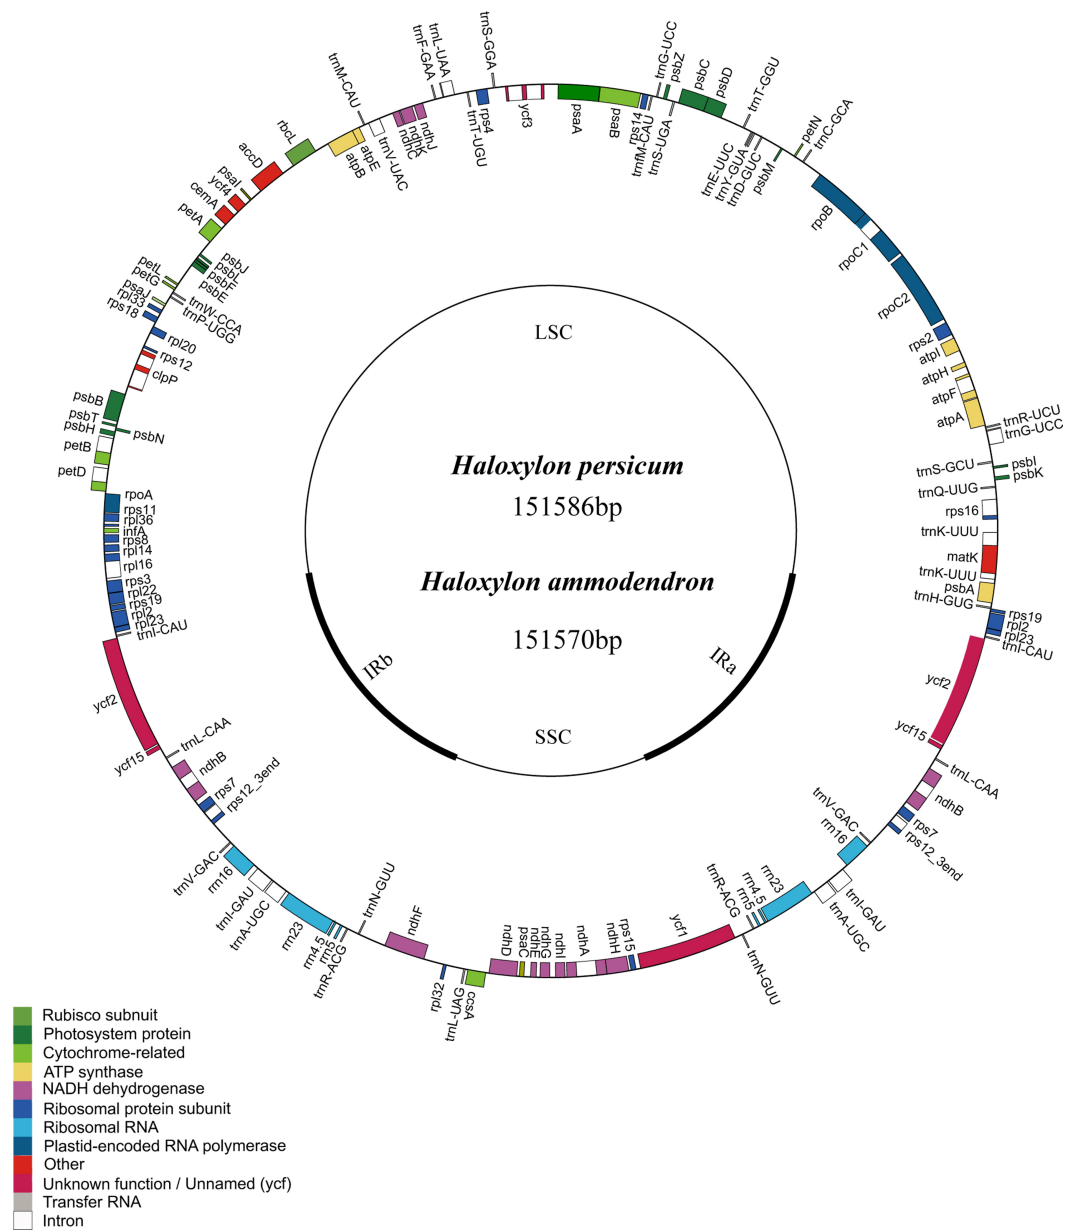 trnS-GGA
trnL-UAA
trnF-GAA
trnM-CAU
rbcL
accD
psaI
ycf4
cemA
petA
petL
petG
psaJ
rpl33
rps18
psbB
psbT
psbH
petB
petD
trnG-UCC
psbZ
psbC
psbD
trnT-GGU
petN
trnC-GCA
trnT-UGU
rps4
ycf3
psaA
psaB
rps14
trnfM-CAU
trnS-UGA
trnE-UUC
trnY-GUA
trnD-GUC
psbM
rpoB
rpoC1
rpoC2
rps2
atpI
atpH
atpF
atpA
trnR-UCU
trnG-UCC
trnS-GCU
psbI
psbK
trnQ-UUG
rps16
trnK-UUU
matK
trnK-UUU
psbA
trnH-GUG
rps19
rpl2
rpl23
trnI-CAU
ndhJ
ndhK
ndhC
trnV-UAC
atpE
atpB
psbJ
psbL
psbF
psbE
trnW-CCA
trnP-UGG
rpl20
rps12
clpP
psbN
rpoA
rps11
rpl36
infA
rps8
rpl14
rpl16
rps3
rpl22
rps19
rpl2
rpl23
trnI-CAU
LSC
Haloxylon persicum
151586bp
Haloxylon ammodendron
151570bp
IRb
IRa
SSC
ycf2
ycf15
trnL-CAA
ndhB
rps7
rps12_3end
trnV-GAC
rrn16
trnI-GAU
trnA-UGC
rrn23
rrn4.5
rrn5
trnR-ACG
trnN-GUU
ndhF
rpl32
trnL-UAG
ccsA
ndhD
psaC
ndhE
ndhG
ndhI
ndhA
ndhH
rps15
ycf1
trnN-GUU
trnR-ACG
rrn5
rrn4.5
rrn23
trnA-UGC
trnI-GAU
rrn16
trnV-GAC
rps12_3end
rps7
ndhB
trnL-CAA
ycf15
ycf2
Rubisco subnuit
Photosystem protein
Cytochrome-related
ATP synthase
NADH dehydrogenase
Ribosomal protein subunit
Ribosomal RNA
Plastid-encoded RNA polymerase
Other
Unknown function / Unnamed (ycf)
Transfer RNA
Intron